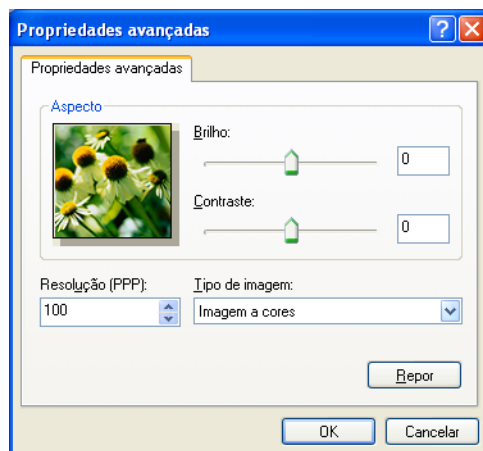 Propriedades avançadas
Propriedades avançadas
Aspecto
Brilho:
0
Contraste:
0
Resolução (PPP):
Tipo de imagem:
100
Imagem a cores
Repor
OK
Cancelar